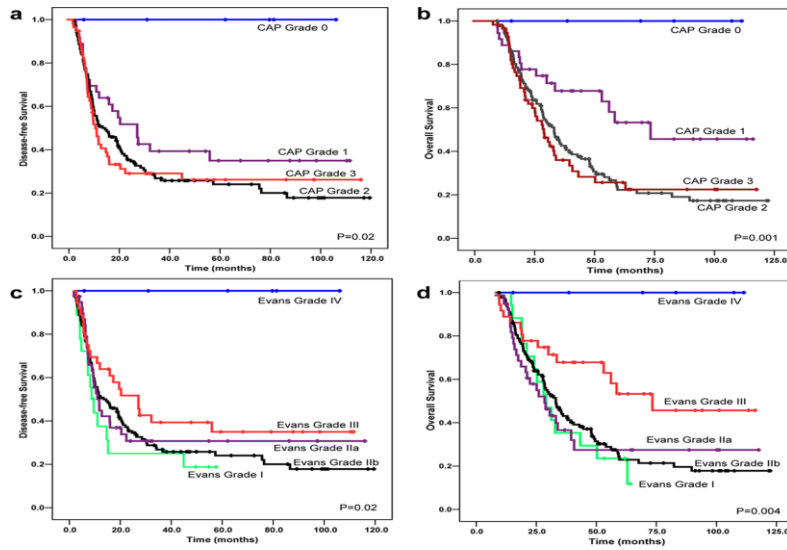 a
Disease-free Survival
1.0
0.8
0.6
0.4
0.2
0.0
CAP Grade 0
CAP Grade 1
CAP Grade 3
CAP Grade 2
P=0.02
0.0 20.0 40.0 60.0 80.0 100.0 120.0
Time (months)
b
Overall Survival
1.0
0.8
0.6
0.4
0.2
0.0
CAP Grade 0
CAP Grade 1
CAP Grade 3
CAP Grade 2
P=0.001
0.0 25.0 50.0 75.0 100.0 125.0
Time (months)
c
Disease-free Survival
1.0
0.8
0.6
0.4
0.2
0.0
Evans Grade IV
Evans Grade III
Evans Grade IIa
Evans Grade IIb
Evans Grade I
P=0.02
0.0 20.0 40.0 60.0 80.0 100.0 120.0
Time (months)
d
Overall Survival
1.0
0.8
0.6
0.4
0.2
0.0
Evans Grade IV
Evans Grade III
Evans Grade IIa
Evans Grade IIb
Evans Grade I
P=0.004
0.0 25.0 50.0 75.0 100.0 125.0
Time (months)